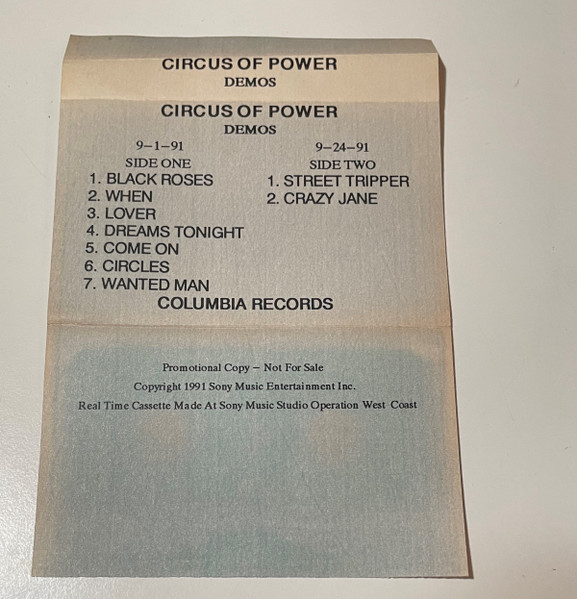 CIRCUS OF POWER
DEMOS
CIRCUS OF POWER
DEMOS
9-1-91
SIDE ONE
1. BLACK ROSES
2. WHEN
3. LOVER
4. DREAMS TONIGHT
5. COME ON
6. CIRCLES
7. WANTED MAN
9-24-91
SIDE TWO
1. STREET TRIPPER
2. CRAZY JANE
COLUMBIA RECORDS
Promotional Copy – Not For Sale
Copyright 1991 Sony Music Entertainment Inc.
Real Time Cassette Made At Sony Music Studio Operation West Coast